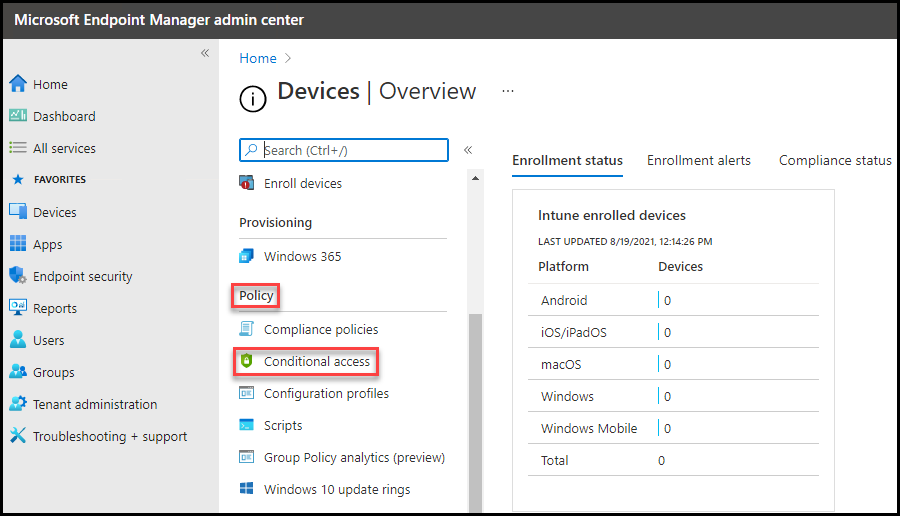 Microsoft Endpoint Manager admin center
«
Home
Dashboard
All services
FAVORITES
Devices
Apps
Endpoint security
Reports
Users
Groups
Tenant administration
Troubleshooting + support
Home >
Devices | Overview ...
Search (Ctrl+/)
«
Enroll devices
Provisioning
Windows 365
Policy
Compliance policies
Conditional access
Configuration profiles
Scripts
Group Policy analytics (preview)
Windows 10 update rings
Enrollment status Enrollment alerts Compliance status
Intune enrolled devices
LAST UPDATED 8/19/2021, 12:14:26 PM
Platform Devices
Android 0
iOS/iPadOS 0
macOS 0
Windows 0
Windows Mobile 0
Total 0